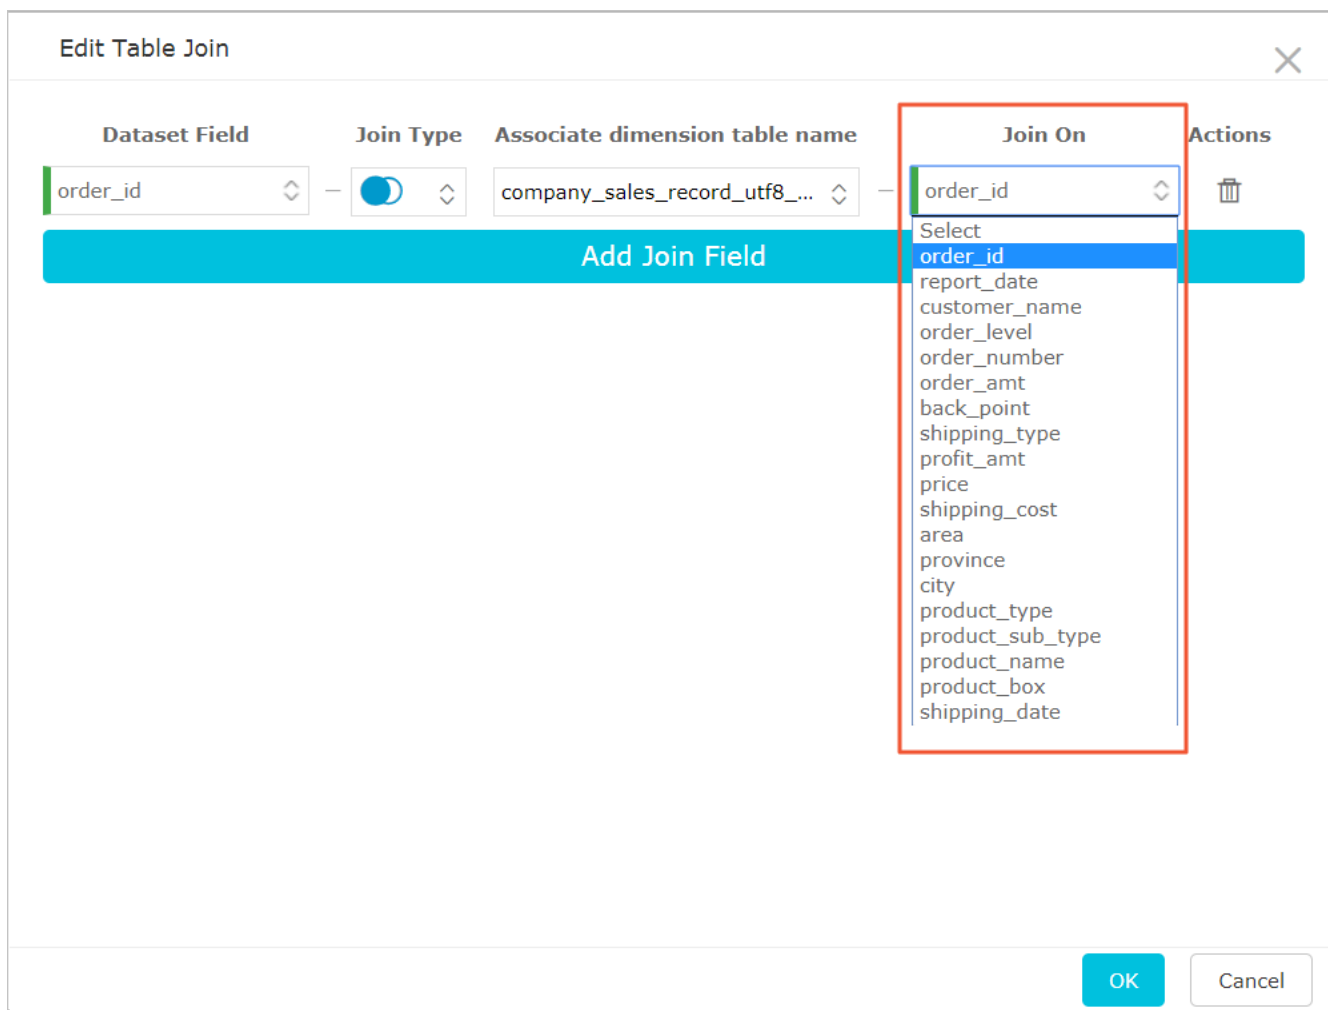 Edit Table Join
Dataset Field Join Type Associate dimension table name Join On Actions
order_id company_sales_record_utf8_... order_id
Add Join Field
Select
order_id
report_date
customer_name
order_level
order_number
order_amt
back_point
shipping_type
profit_amt
price
shipping_cost
area
province
city
product_type
product_sub_type
product_name
product_box
shipping_date
OK Cancel